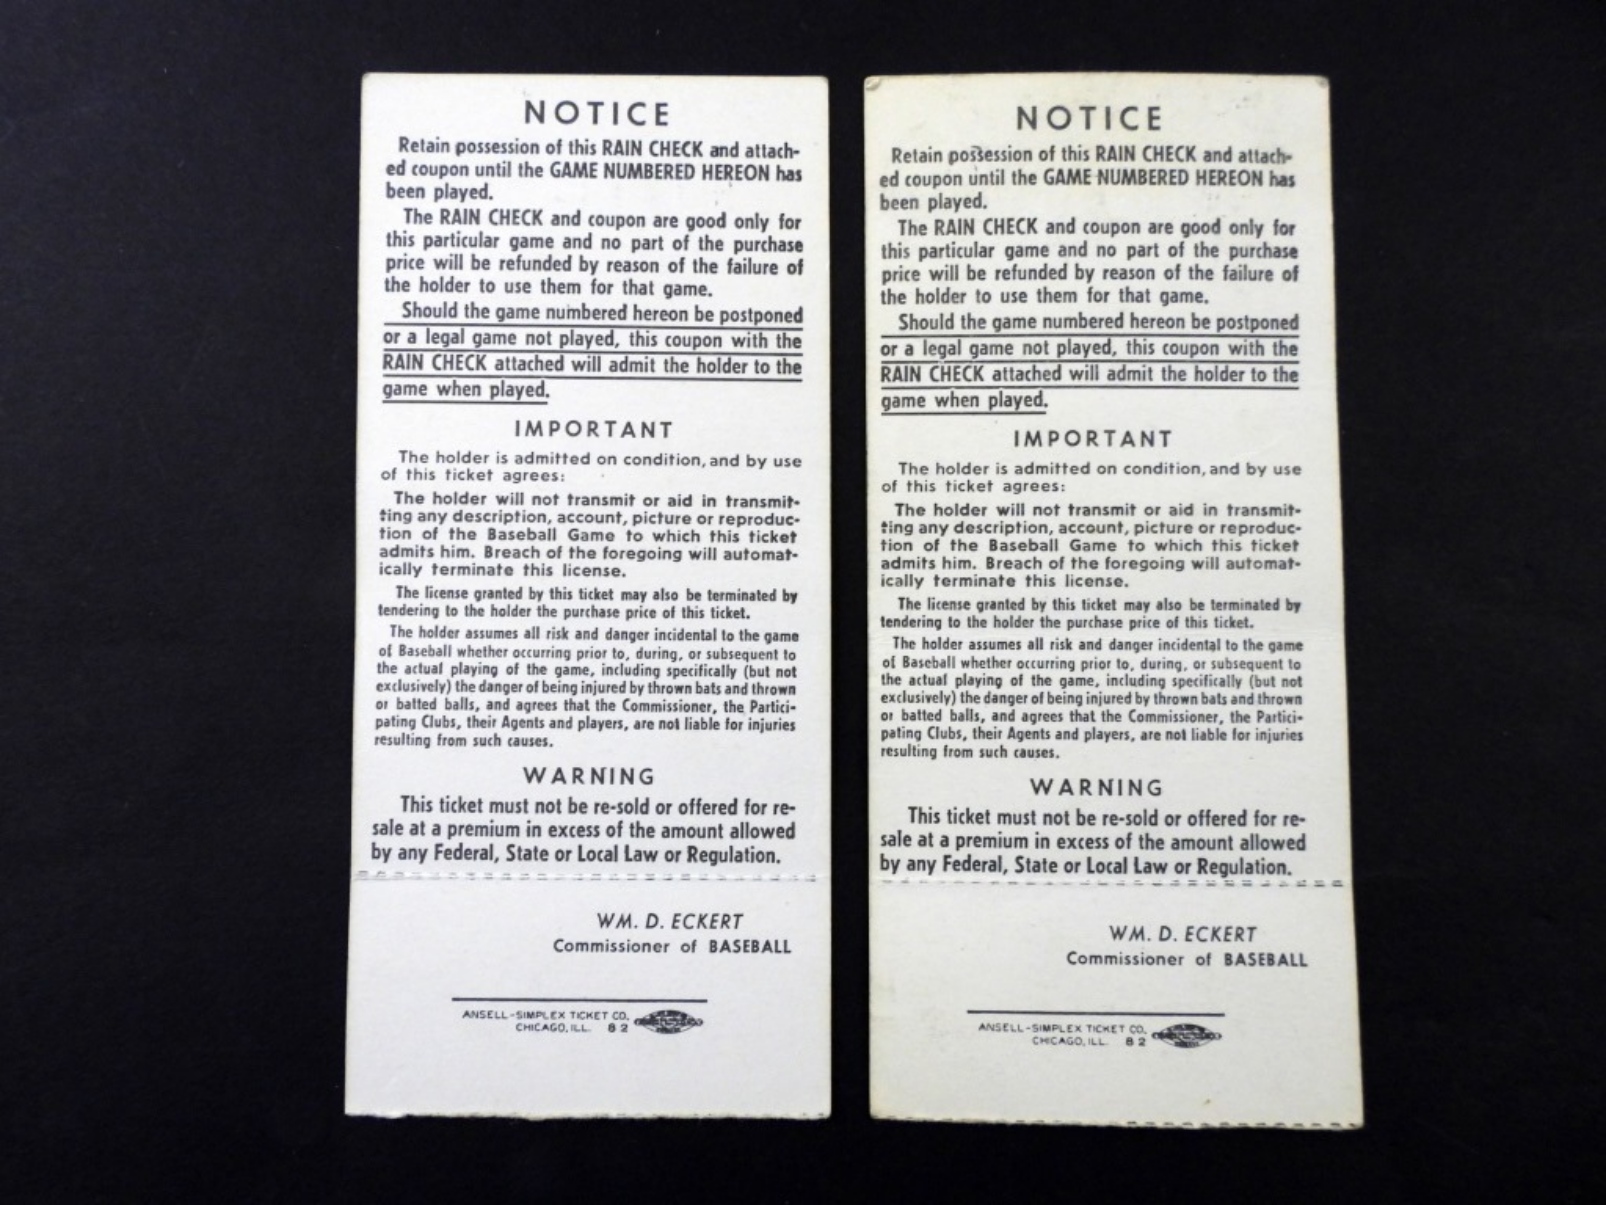 NOTICE
Retain possession of this RAIN CHECK and attach-
ed coupon until the GAME NUMBERED HEREON has
been played.
The RAIN CHECK and coupon are good only for
this particular game and no part of the purchase
price will be refunded by reason of the failure of
the holder to use them for that game.
Should the game numbered hereon be postponed
or a legal game not played, this coupon with the
RAIN CHECK attached will admit the holder to the
game when played.
IMPORTANT
The holder is admitted on condition, and by use
of this ticket agrees:
The holder will not transmit or aid in transmit-
ting any description, account, picture or reproduc-
tion of the Baseball Game to which this ticket
admits him. Breach of the foregoing will automat-
ically terminate this license.
The license granted by this ticket may also be terminated by
tendering to the holder the purchase price of this ticket.
The holder assumes all risk and danger incidental to the game
of Baseball whether occurring prior to, during, or subsequent to
the actual playing of the game, including specifically (but not
exclusively) the danger of being injured by thrown bats and thrown
or batted balls, and agrees that the Commissioner, the Partici-
pating Clubs, their Agents and players, are not liable for injuries
resulting from such causes.
WARNING
This ticket must not be re-sold or offered for re-
sale at a premium in excess of the amount allowed
by any Federal, State or Local Law or Regulation.
WM. D. ECKERT
Commissioner of BASEBALL
ANSELL-SIMPLEX TICKET CO.
CHICAGO, ILL. 82
NOTICE
Retain possession of this RAIN CHECK and attach-
ed coupon until the GAME NUMBERED HEREON has
been played.
The RAIN CHECK and coupon are good only for
this particular game and no part of the purchase
price will be refunded by reason of the failure of
the holder to use them for that game.
Should the game numbered hereon be postponed
or a legal game not played, this coupon with the
RAIN CHECK attached will admit the holder to the
game when played.
IMPORTANT
The holder is admitted on condition, and by use
of this ticket agrees:
The holder will not transmit or aid in transmit-
ting any description, account, picture or reproduc-
tion of the Baseball Game to which this ticket
admits him. Breach of the foregoing will automat-
ically terminate this license.
The license granted by this ticket may also be terminated by
tendering to the holder the purchase price of this ticket.
The holder assumes all risk and danger incidental to the game
of Baseball whether occurring prior to, during, or subsequent to
the actual playing of the game, including specifically (but not
exclusively) the danger of being injured by thrown bats and thrown
or batted balls, and agrees that the Commissioner, the Partici-
pating Clubs, their Agents and players, are not liable for injuries
resulting from such causes.
WARNING
This ticket must not be re-sold or offered for re-
sale at a premium in excess of the amount allowed
by any Federal, State or Local Law or Regulation.
WM. D. ECKERT
Commissioner of BASEBALL
ANSELL-SIMPLEX TICKET CO.
CHICAGO, ILL. 82